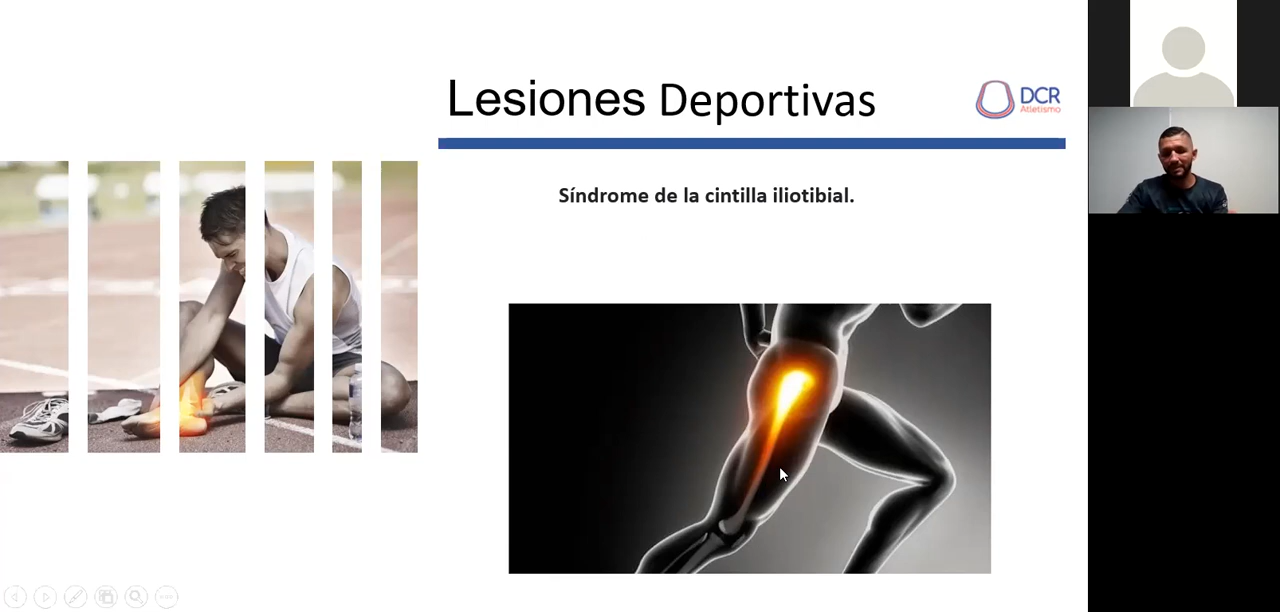 Lesiones Deportivas
DCR
Atletismo
Síndrome de la cintilla iliotibial.